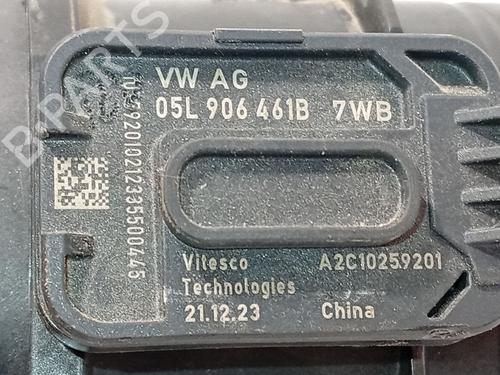 VW AG
05L 906 461B 7WB
Vitesco A2C10259201
Technologies
21.12.23 China
B-PARTS